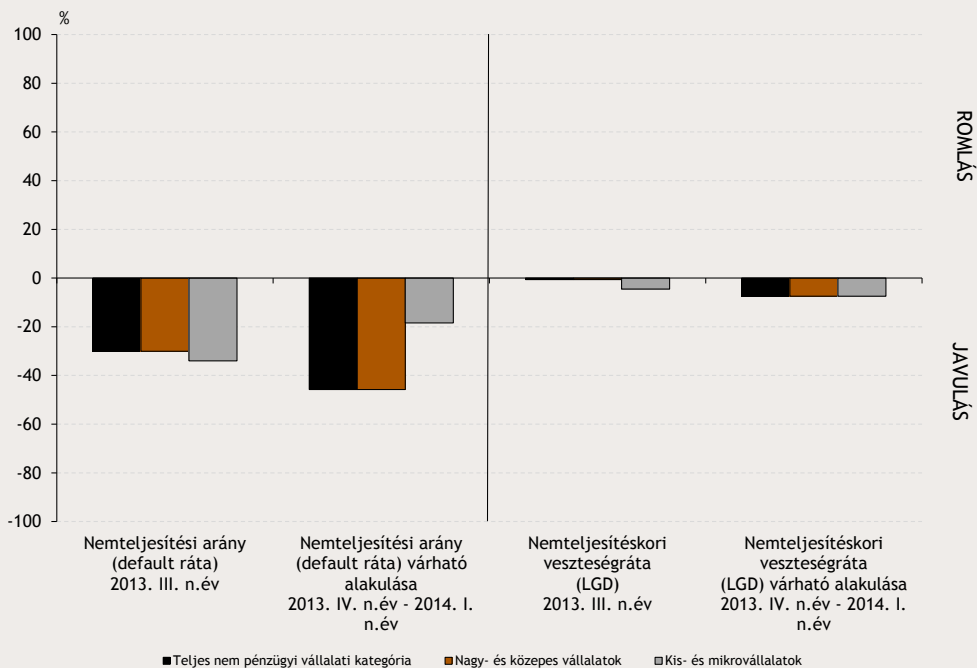 %
100
80
60
40
20
0
-20
-40
-60
-80
-100
ROMLÁS
JAVULÁS
Nemteljesítési arány
(default ráta)
2013. III. n.év
Nemteljesítési arány
(default ráta) várható
alakulása
2013. IV. n.év - 2014. I.
n.év
Nemteljesítéskori
veszteségráta
(LGD)
2013. III. n.év
Nemteljesítéskori
veszteségráta
(LGD) várható alakulása
2013. IV. n.év - 2014. I.
n.év
Teljes nem pénzügyi vállalati kategória
Nagy- és közepes vállalatok
Kis- és mikrovállalatok